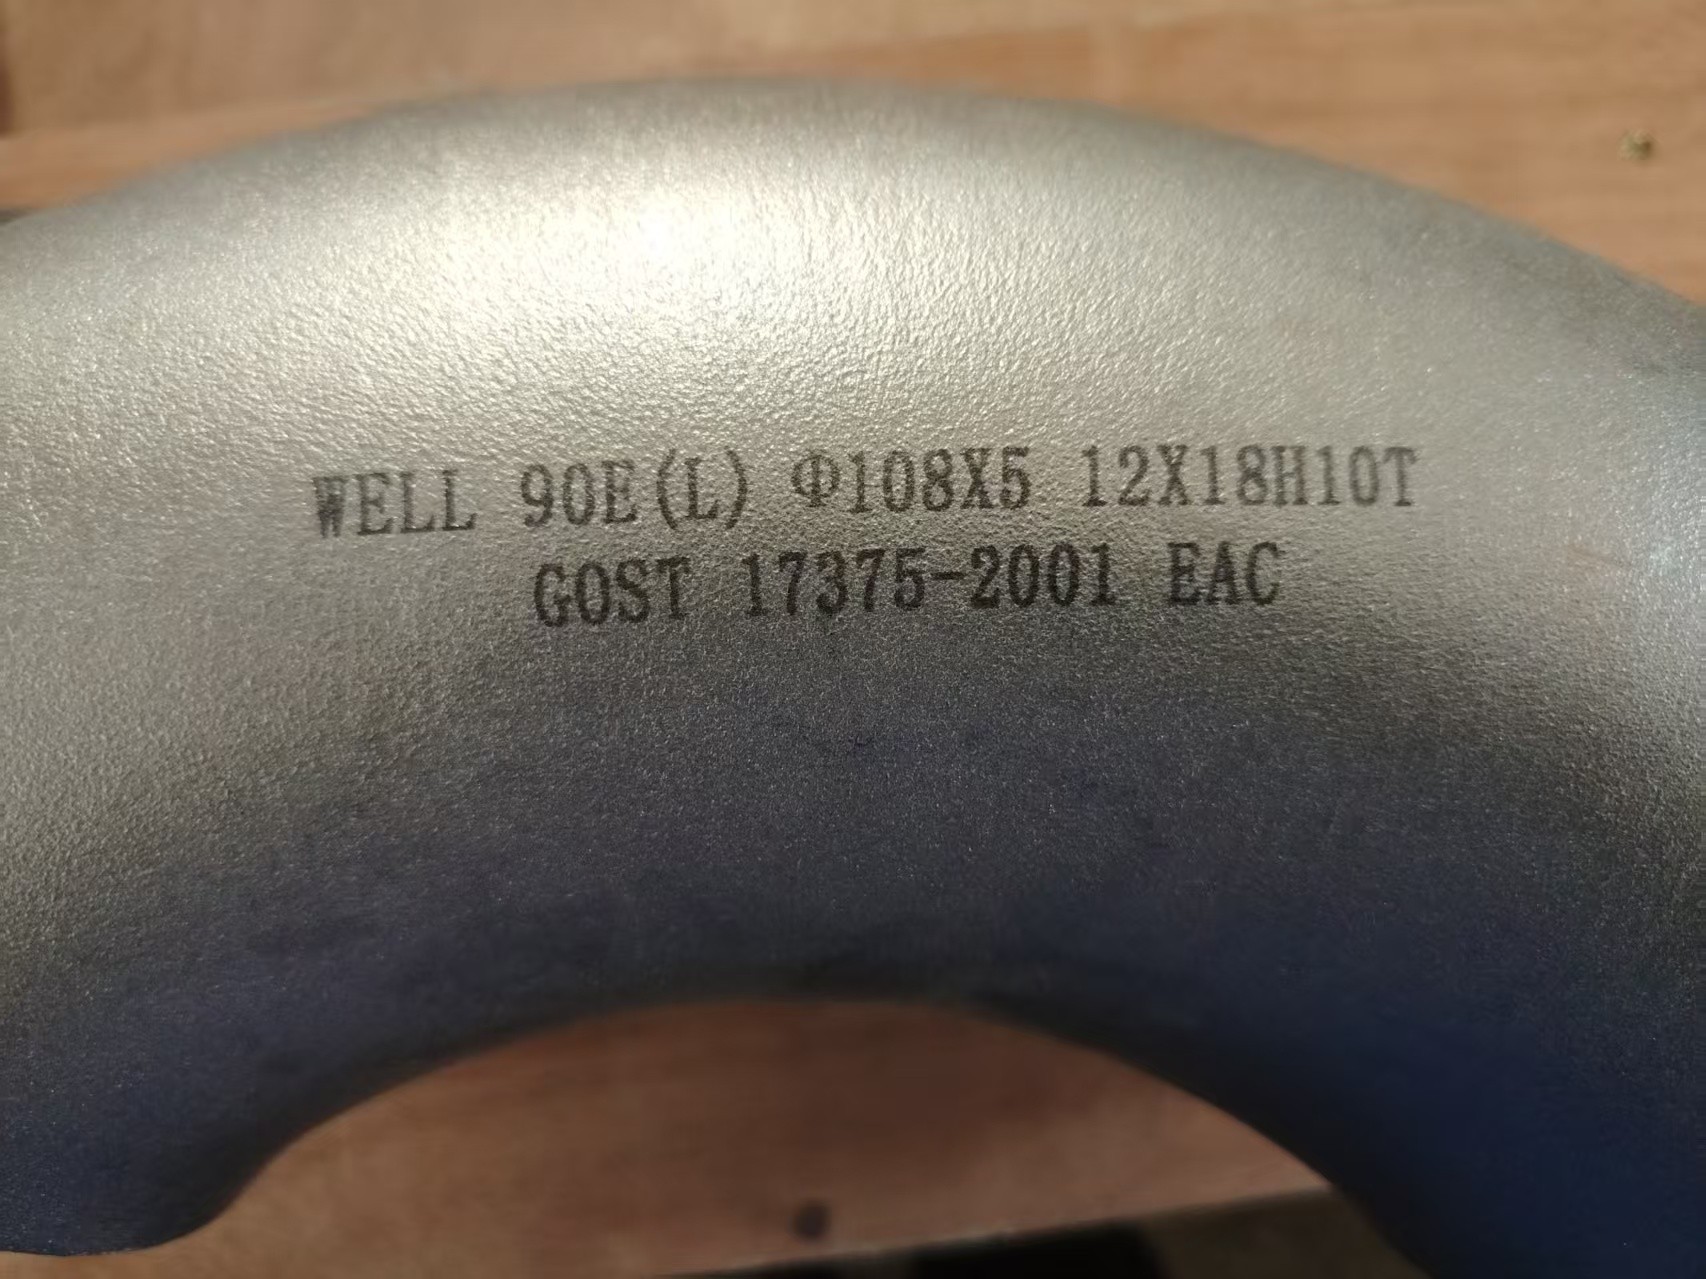 WELL 90E(L) Φ108X5 12X18H10T
GOST 17375-2001 EAC